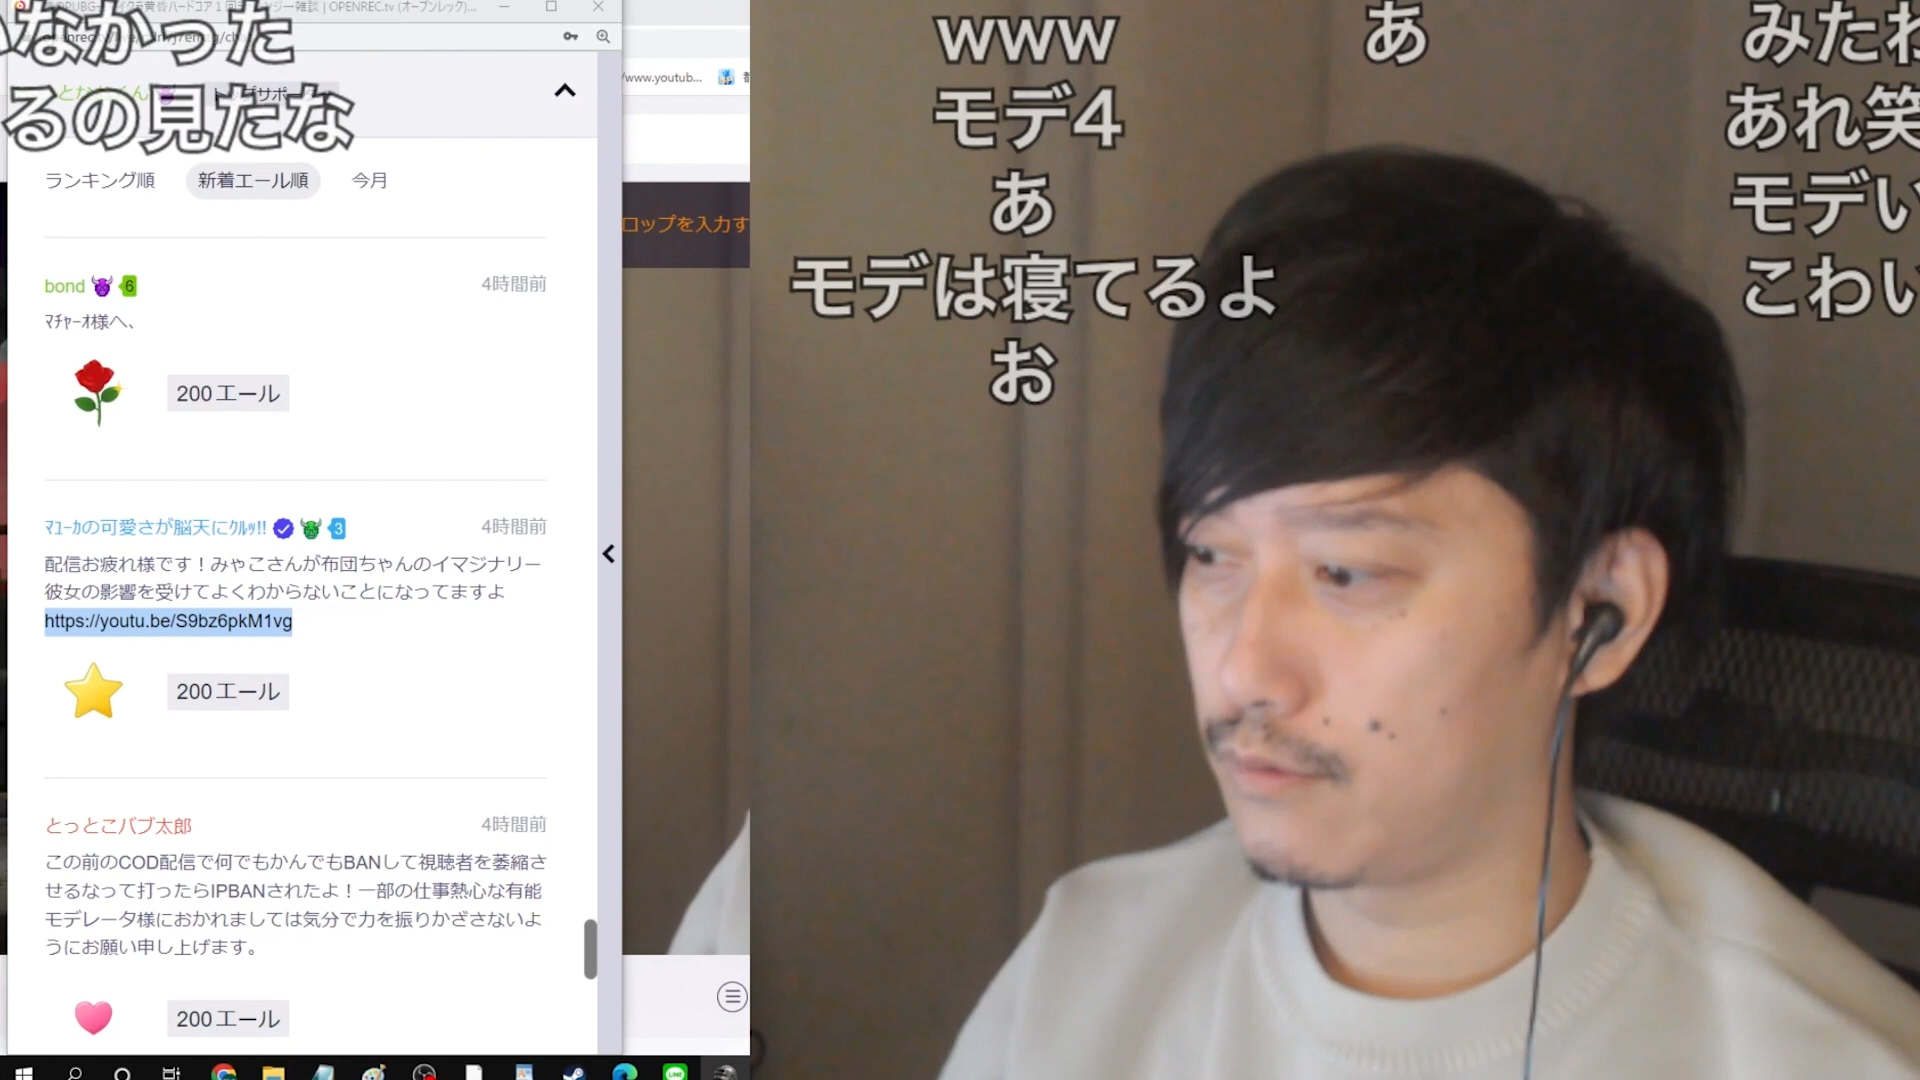 なかった
るの見たな
www
モデ4
あ
モデは寝てるよ
お
あ
みたわ
あれ笑
モデい
こわい
/www.youtub...
ロップを入力す
ランキング順
新着エール順
今月
bond
6
4時間前
ﾏﾁｬｰｵ様へ、
200エール
ﾏﾕｰｶの可愛さが脳天にｸﾙｯ!!
3
4時間前
配信お疲れ様です！みゃこさんが布団ちゃんのイマジナリー
彼女の影響を受けてよくわからないことになってますよ
https://youtu.be/S9bz6pkM1vg
200エール
とっとこバブ太郎
4時間前
この前のCOD配信で何でもかんでもBANして視聴者を萎縮さ
せるなって打ったらIPBANされたよ！一部の仕事熱心な有能
モデレータ様におかれましては気分で力を振りかざさないよ
うにお願い申し上げます。
200エール
LINE